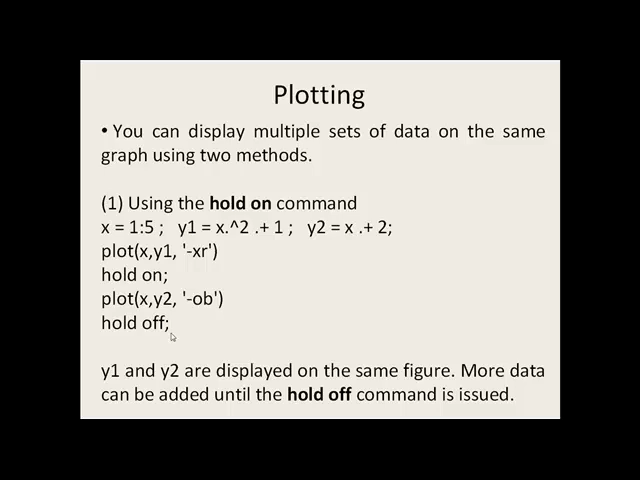 Plotting
• You can display multiple sets of data on the same
graph using two methods.
(1) Using the hold on command
x = 1:5 ; y1 = x.^2 .+ 1 ; y2 = x .+ 2;
plot(x,y1, '-xr')
hold on;
plot(x,y2, '-ob')
hold off;
y1 and y2 are displayed on the same figure. More data
can be added until the hold off command is issued.